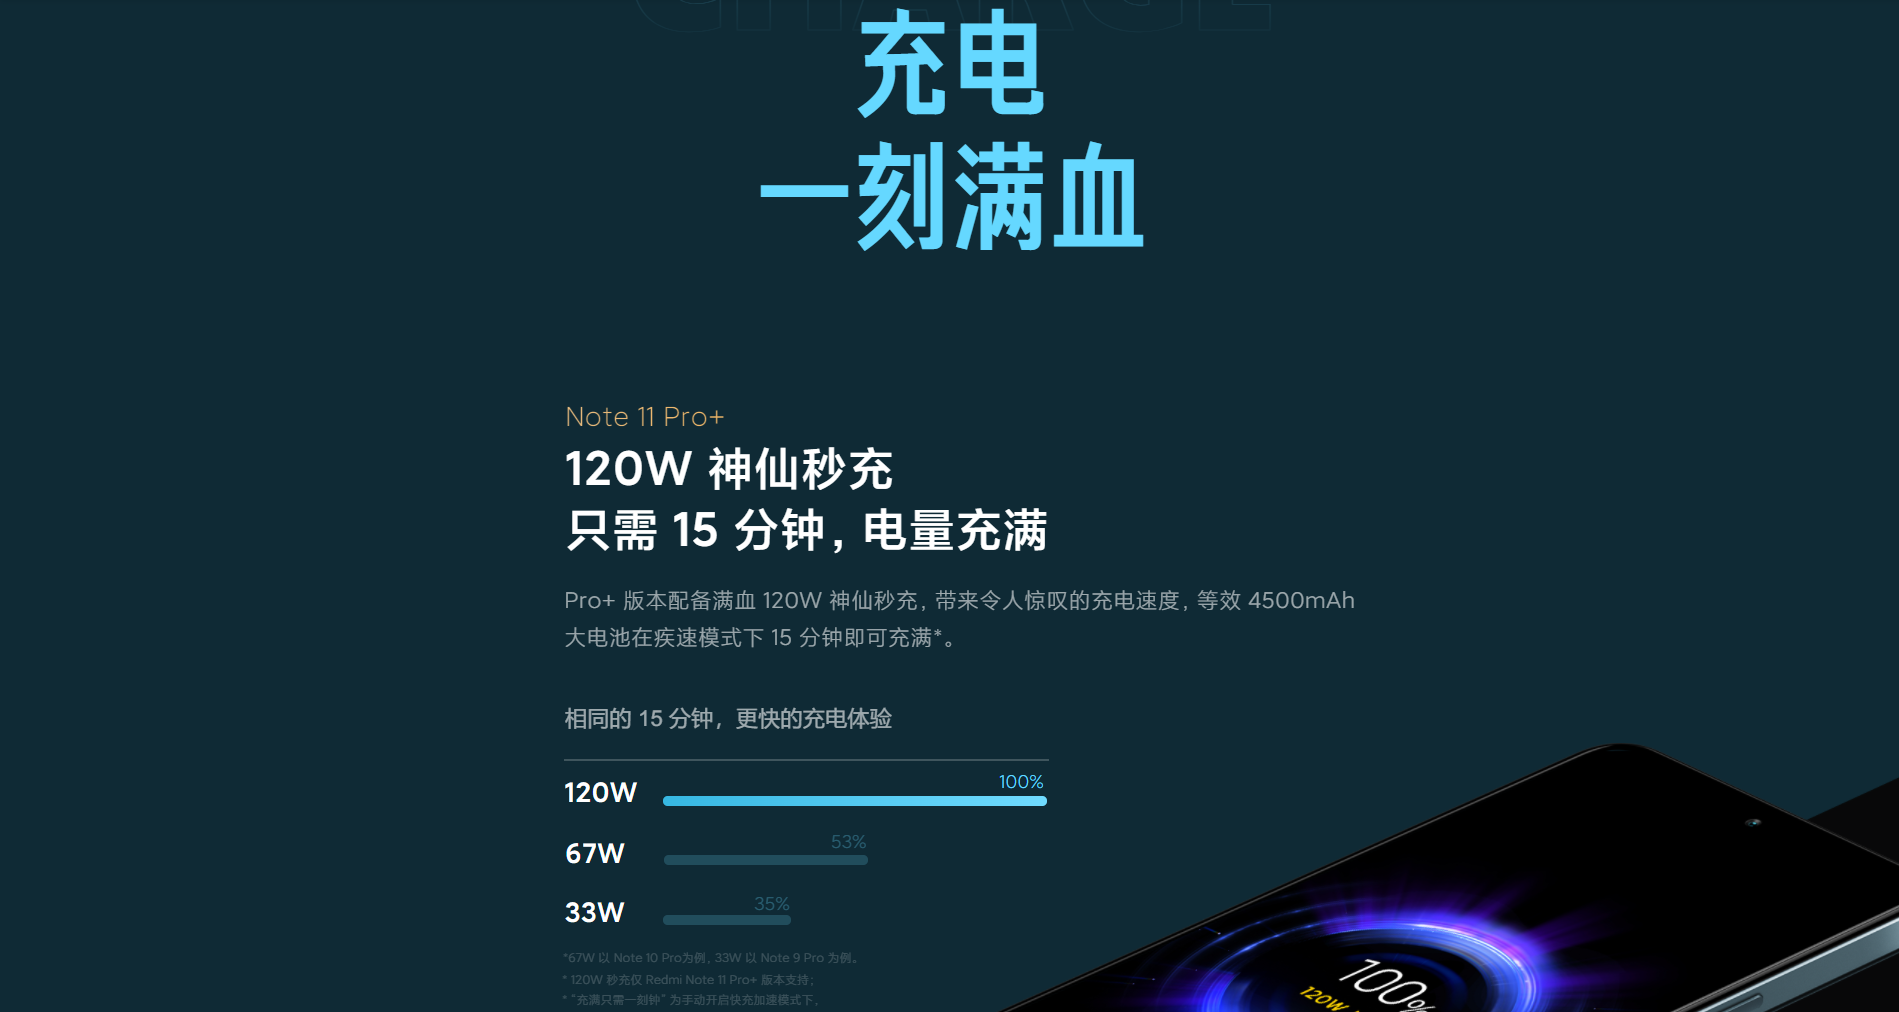 CHARGE
充电
一刻满血
Note 11 Pro+
120W 神仙秒充
只需 15 分钟，电量充满
Pro+ 版本配备满血 120W 神仙秒充，带来令人惊叹的充电速度，等效 4500mAh
大电池在疾速模式下 15 分钟即可充满*。
相同的 15 分钟，更快的充电体验
100%
120W
53%
67W
35%
33W
*67W 以 Note 10 Pro为例，33W 以 Note 9 Pro 为例。
* 120W 秒充仅 Redmi Note 11 Pro+ 版本支持；
* “充满只需一刻钟” 为手动开启快充加速模式下，
100%
120W